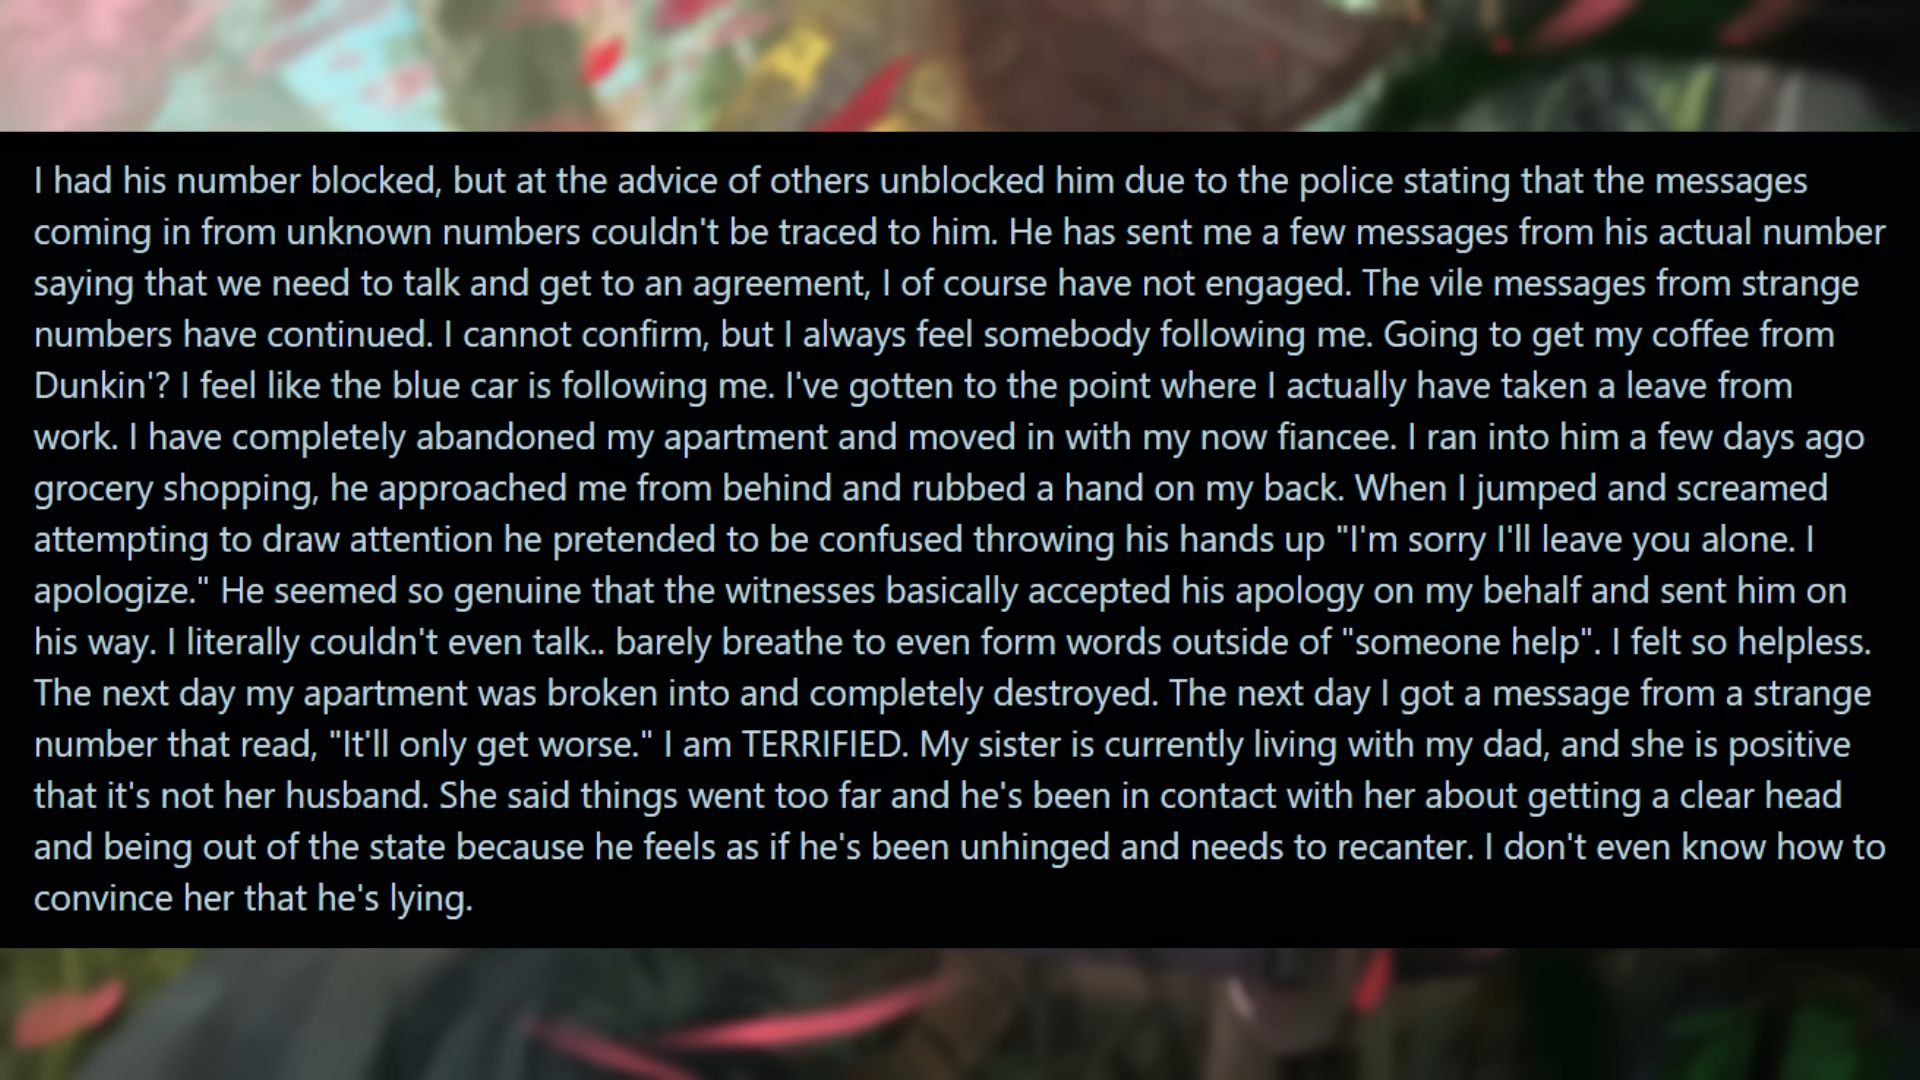 I had his number blocked, but at the advice of others unblocked him due to the police stating that the messages
coming in from unknown numbers couldn't be traced to him. He has sent me a few messages from his actual number
saying that we need to talk and get to an agreement, I of course have not engaged. The vile messages from strange
numbers have continued. I cannot confirm, but I always feel somebody following me. Going to get my coffee from
Dunkin'? I feel like the blue car is following me. I've gotten to the point where I actually have taken a leave from
work. I have completely abandoned my apartment and moved in with my now fiancee. I ran into him a few days ago
grocery shopping, he approached me from behind and rubbed a hand on my back. When I jumped and screamed
attempting to draw attention he pretended to be confused throwing his hands up "I'm sorry I'll leave you alone. I
apologize." He seemed so genuine that the witnesses basically accepted his apology on my behalf and sent him on
his way. I literally couldn't even talk.. barely breathe to even form words outside of "someone help". I felt so helpless.
The next day my apartment was broken into and completely destroyed. The next day I got a message from a strange
number that read, "It'll only get worse." I am TERRIFIED. My sister is currently living with my dad, and she is positive
that it's not her husband. She said things went too far and he's been in contact with her about getting a clear head
and being out of the state because he feels as if he's been unhinged and needs to recanter. I don't even know how to
convince her that he's lying.